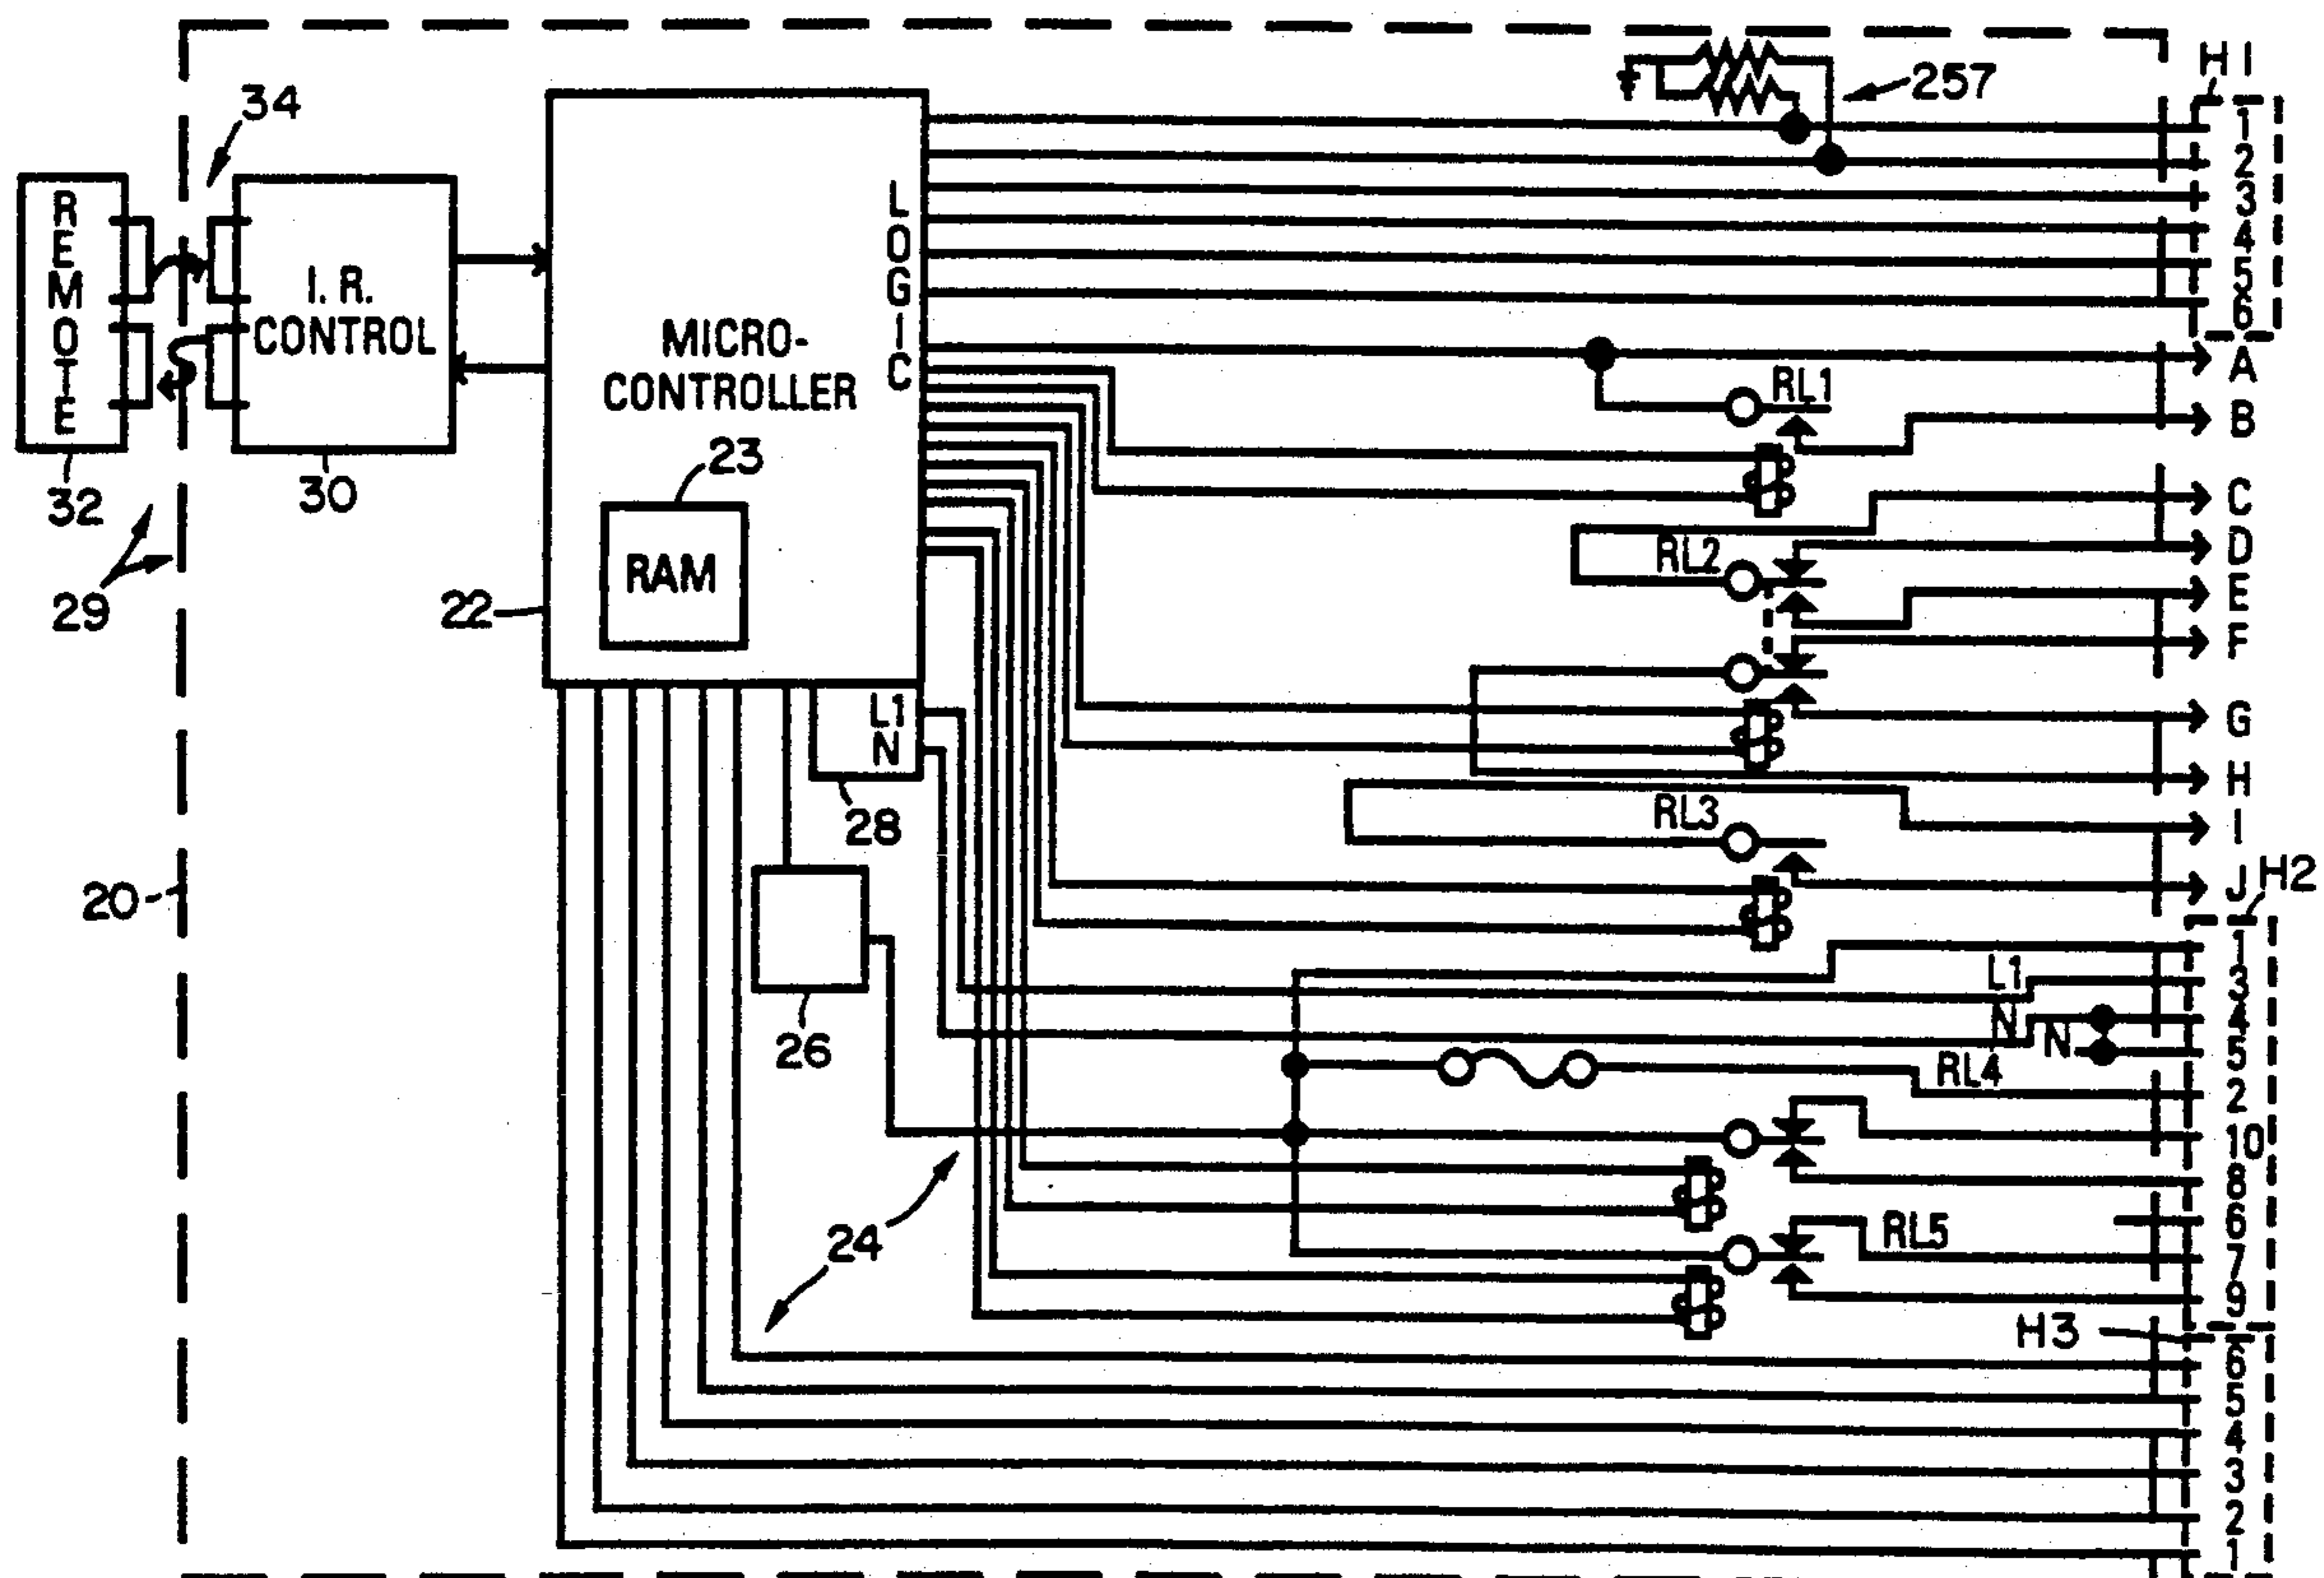 H1
257
34
1
2
3
4
5
6
REMOTE
I. R.
CONTROL
MICRO-
CONTROLLER
LOGIC
A
RL1
B
23
32
30
C
RAM
RL2
D
29
22
E
F
L1
N
G
H
28
RL3
I
20
J
H2
1
L1
3
N
4
26
N
5
RL4
2
10
8
24
6
RL5
7
9
H3
6
5
4
3
2
1